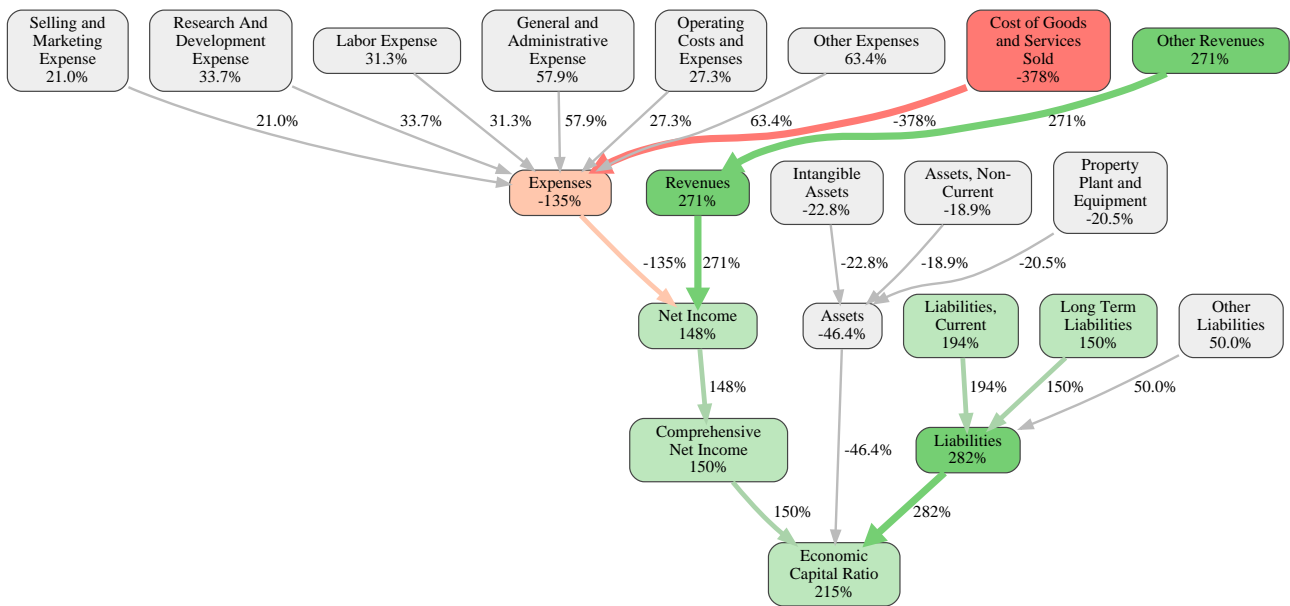 Selling and
Marketing
Expense
21.0%
Research And
Development
Expense
33.7%
Labor Expense
31.3%
General and
Administrative
Expense
57.9%
Operating
Costs and
Expenses
27.3%
Other Expenses
63.4%
Cost of Goods
and Services
Sold
-378%
Other Revenues
271%
21.0%
33.7%
31.3%
57.9%
27.3%
63.4%
-378%
271%
Expenses
-135%
Revenues
271%
Intangible
Assets
-22.8%
Assets, Non-
Current
-18.9%
Property
Plant and
Equipment
-20.5%
-135%
271%
-22.8%
-18.9%
-20.5%
Net Income
148%
Assets
-46.4%
Liabilities,
Current
194%
Long Term
Liabilities
150%
Other
Liabilities
50.0%
148%
194%
150%
50.0%
Comprehensive
Net Income
150%
-46.4%
Liabilities
282%
150%
282%
Economic
Capital Ratio
215%